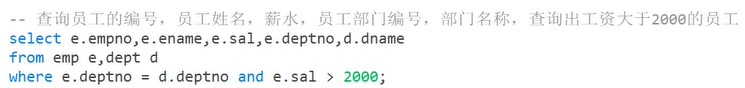 -- 查询员工的编号，员工姓名，薪水，员工部门编号，部门名称，查询出工资大于2000的员工
select e.empno,e.ename,e.sal,e.deptno,d.dname
from emp e,dept d
where e.deptno = d.deptno and e.sal > 2000;